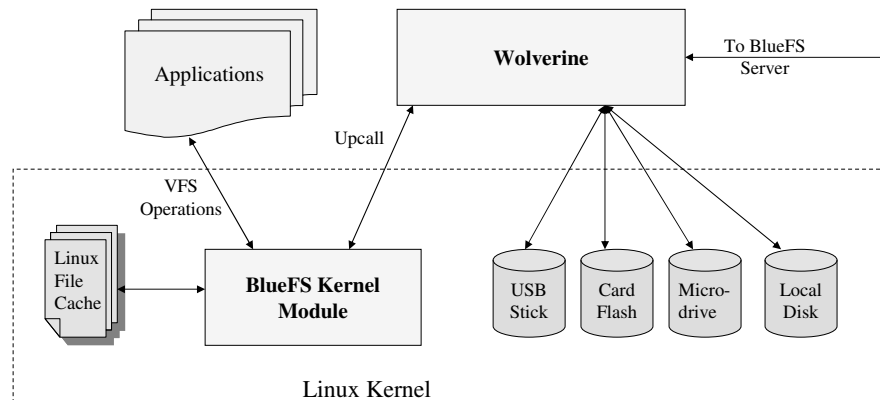 Applications
Wolverine
To BlueFS
Server
Upcall
VFS
Operations
Linux
File
Cache
BlueFS Kernel
Module
USB
Stick
Card
Flash
Micro-
drive
Local
Disk
Linux Kernel